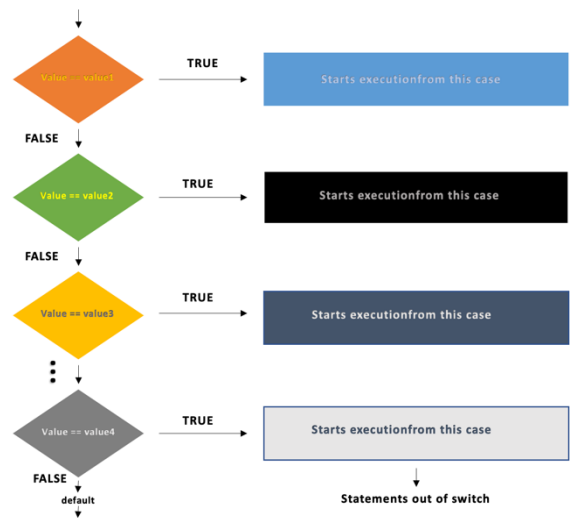 Value == value1
TRUE
Starts executionfrom this case
FALSE
Value == value2
TRUE
Starts executionfrom this case
FALSE
Value == value3
TRUE
Starts executionfrom this case
Value == value4
TRUE
Starts executionfrom this case
FALSE
default
Statements out of switch